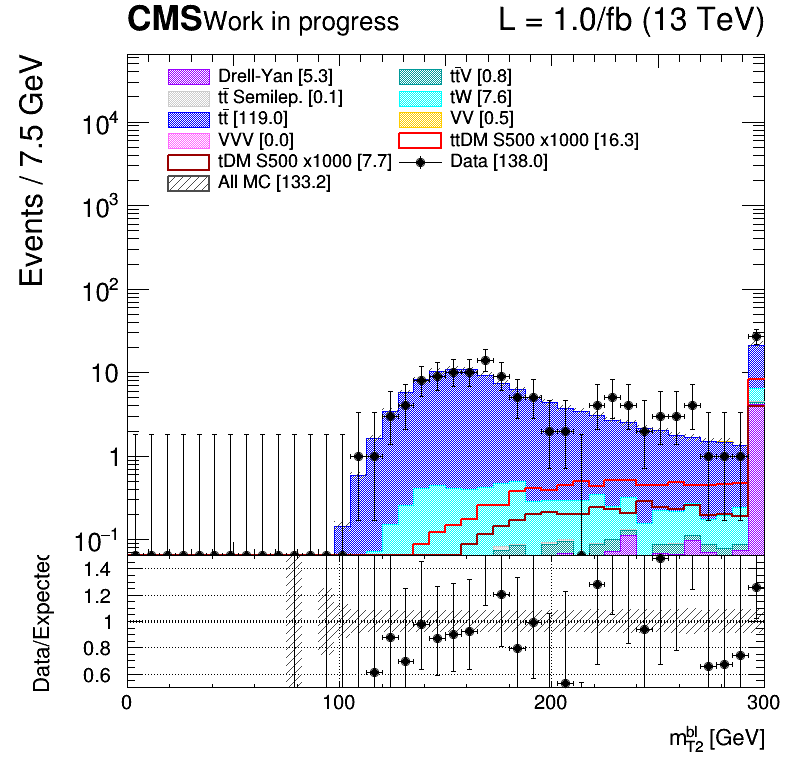 CMS Work in progress L = 1.0/fb (13 TeV)
Events / 7.5 GeV
Drell-Yan [5.3] tt̄V [0.8]
tt̄ Semilep. [0.1] tW [7.6]
tt̄ [119.0] VV [0.5]
VVV [0.0] ttDM S500 x1000 [16.3]
tDM S500 x1000 [7.7] Data [138.0]
All MC [133.2]
10⁴
10³
10²
10
1
10⁻¹
Data/Expected
1.4
1.2
1
0.8
0.6
0 100 200 300
m_T2^bl [GeV]